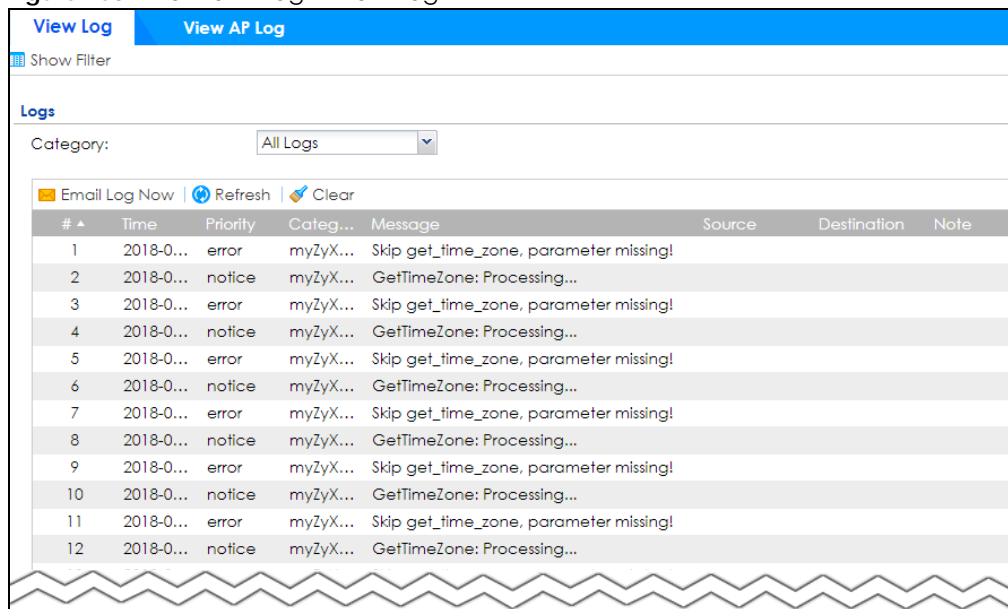 View Log View AP Log
Show Filter
Logs
Category: All Logs
Email Log Now Refresh Clear
# Time Priority Categ... Message Source Destination Note
1 2018-0... error myZyX... Skip get_time_zone, parameter missing!
2 2018-0... notice myZyX... GetTimeZone: Processing...
3 2018-0... error myZyX... Skip get_time_zone, parameter missing!
4 2018-0... notice myZyX... GetTimeZone: Processing...
5 2018-0... error myZyX... Skip get_time_zone, parameter missing!
6 2018-0... notice myZyX... GetTimeZone: Processing...
7 2018-0... error myZyX... Skip get_time_zone, parameter missing!
8 2018-0... notice myZyX... GetTimeZone: Processing...
9 2018-0... error myZyX... Skip get_time_zone, parameter missing!
10 2018-0... notice myZyX... GetTimeZone: Processing...
11 2018-0... error myZyX... Skip get_time_zone, parameter missing!
12 2018-0... notice myZyX... GetTimeZone: Processing...